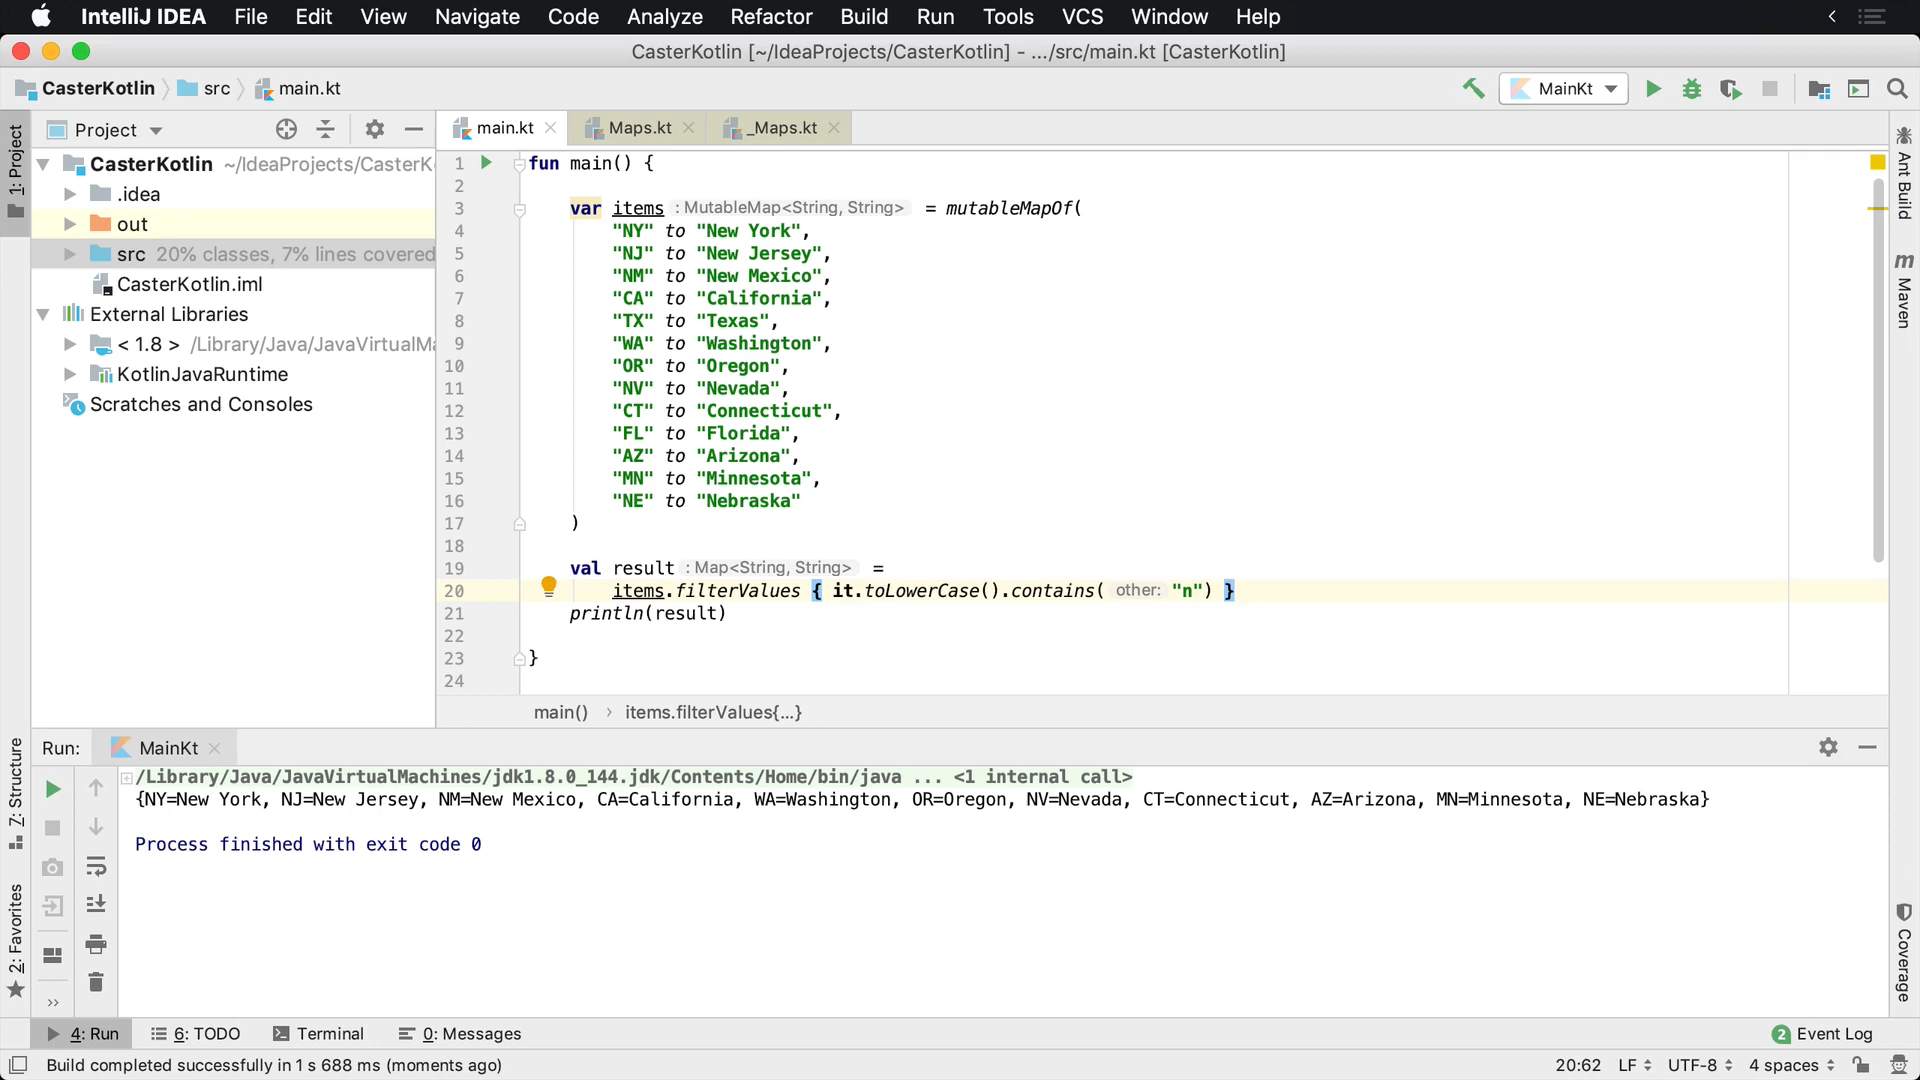 IntelliJ IDEA File Edit View Navigate Code Analyze Refactor Build Run Tools VCS Window Help
CasterKotlin [~/IdeaProjects/CasterKotlin] - .../src/main.kt [CasterKotlin]
CasterKotlin src main.kt MainKt
1: Project
Project
CasterKotlin ~/IdeaProjects/CasterK
.idea
out
src 20% classes, 7% lines covered
CasterKotlin.iml
External Libraries
< 1.8 > /Library/Java/JavaVirtualMa
KotlinJavaRuntime
Scratches and Consoles
main.kt Maps.kt _Maps.kt
1 fun main() {
2
3 var items : MutableMap<String, String> = mutableMapOf(
4 "NY" to "New York",
5 "NJ" to "New Jersey",
6 "NM" to "New Mexico",
7 "CA" to "California",
8 "TX" to "Texas",
9 "WA" to "Washington",
10 "OR" to "Oregon",
11 "NV" to "Nevada",
12 "CT" to "Connecticut",
13 "FL" to "Florida",
14 "AZ" to "Arizona",
15 "MN" to "Minnesota",
16 "NE" to "Nebraska"
17 )
18
19 val result : Map<String, String> =
20 items.filterValues { it.toLowerCase().contains( other: "n") }
21 println(result)
22
23 }
24
main() › items.filterValues{...}
Ant Build
m Maven
Run: MainKt
/Library/Java/JavaVirtualMachines/jdk1.8.0_144.jdk/Contents/Home/bin/java ... <1 internal call>
{NY=New York, NJ=New Jersey, NM=New Mexico, CA=California, WA=Washington, OR=Oregon, NV=Nevada, CT=Connecticut, AZ=Arizona, MN=Minnesota, NE=Nebraska}
Process finished with exit code 0
Z: Structure
2: Favorites
Coverage
4: Run 6: TODO Terminal 0: Messages 2 Event Log
Build completed successfully in 1 s 688 ms (moments ago) 20:62 LF UTF-8 4 spaces